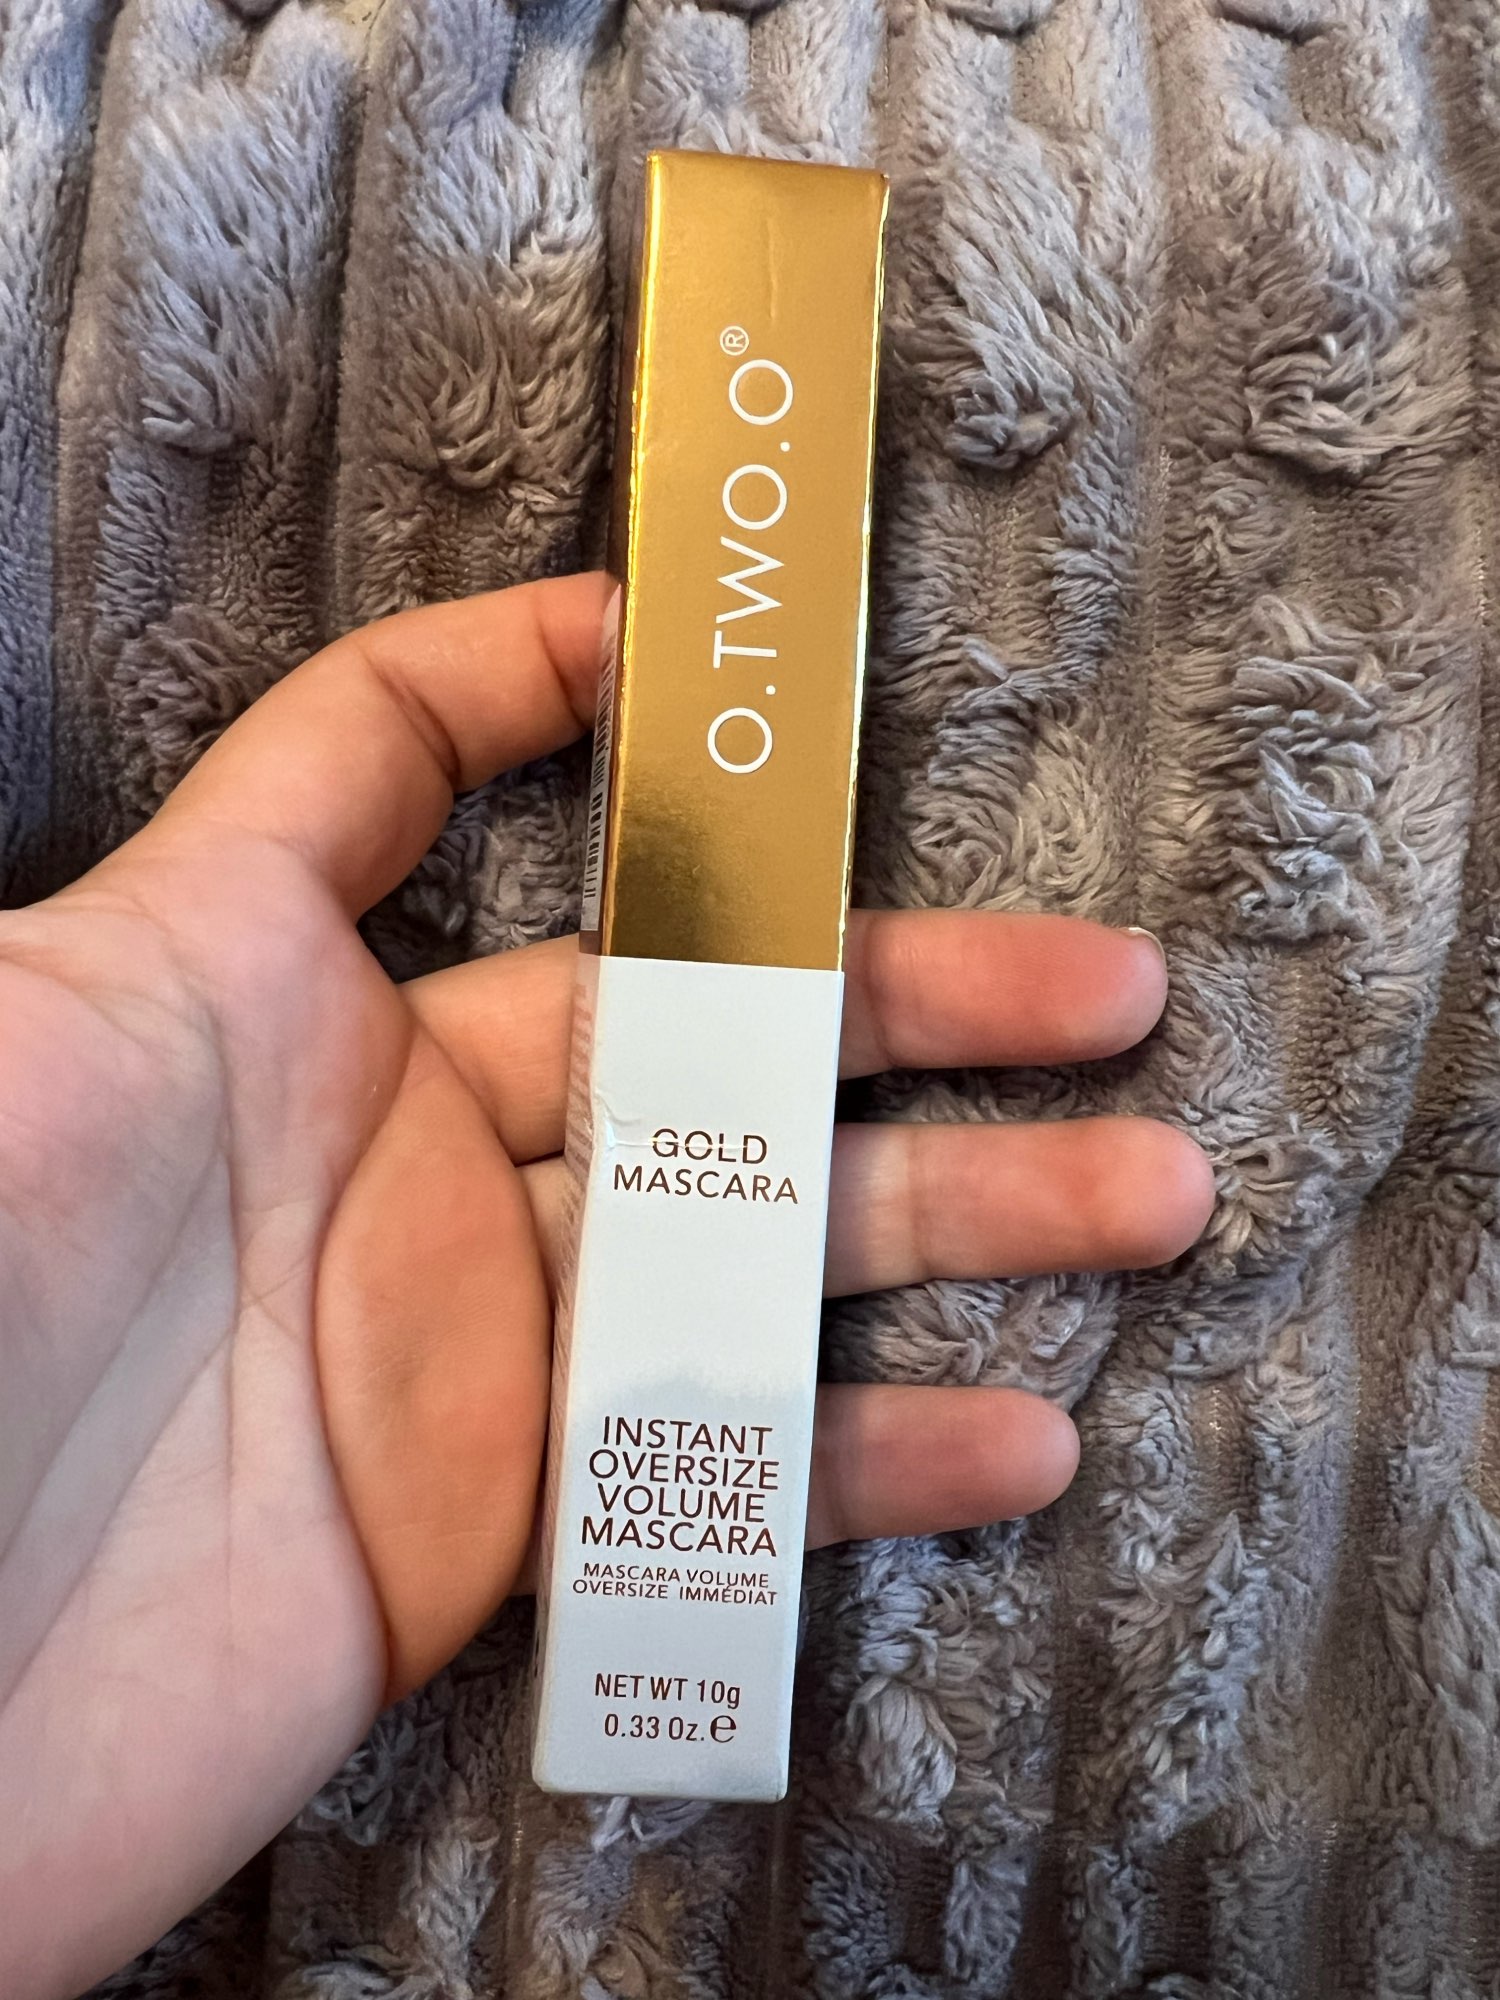 O.TWO.O®
GOLD
MASCARA
INSTANT
OVERSIZE
VOLUME
MASCARA
MASCARA VOLUME
OVERSIZE IMMÉDIAT
NET WT 10g
0.33 Oz.℮